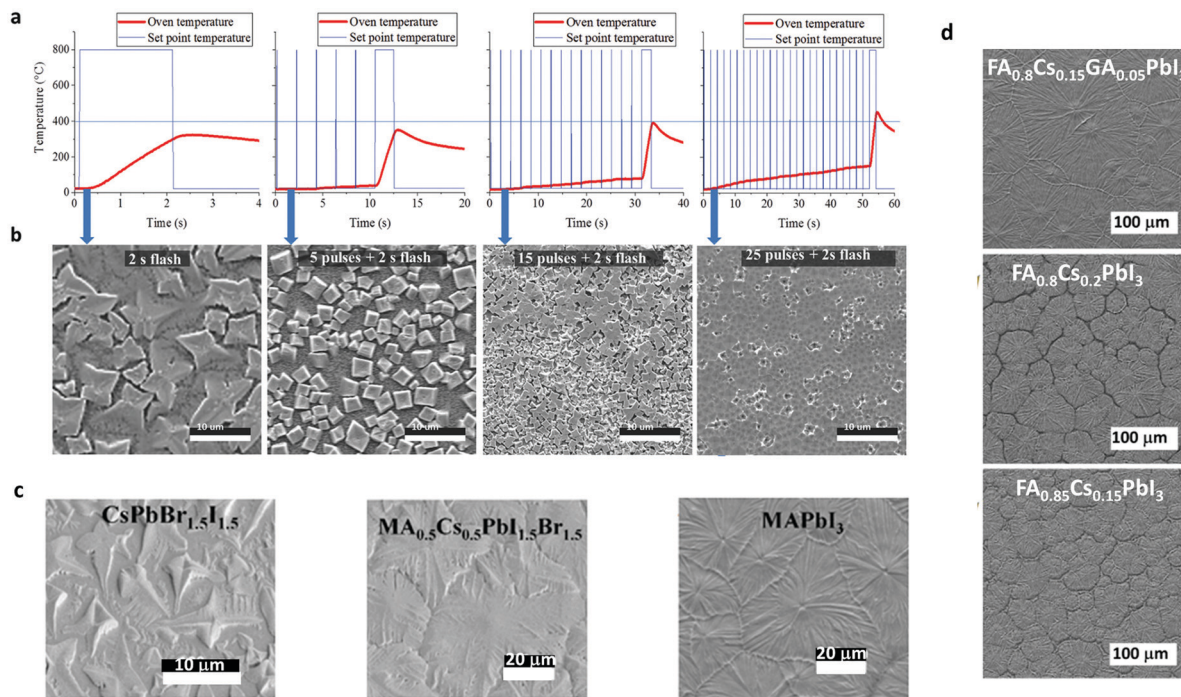 a
Oven temperature
Set point temperature
Oven temperature
Set point temperature
Oven temperature
Set point temperature
Oven temperature
Set point temperature
Temperature (°C)
800
600
400
200
0
0 1 2 3 4
0 5 10 15 20
0 10 20 30 40
0 10 20 30 40 50 60
Time (s)
Time (s)
Time (s)
Time (s)
b
2 s flash
5 pulses + 2 s flash
15 pulses + 2 s flash
25 pulses + 2s flash
10 um
10 um
10 um
10 um
c
CsPbBr1.5I1.5
MA0.5Cs0.5PbI1.5Br1.5
MAPbI3
10 μm
20 μm
20 μm
d
FA0.8Cs0.15GA0.05PbI3
100 μm
FA0.8Cs0.2PbI3
100 μm
FA0.85Cs0.15PbI3
100 μm